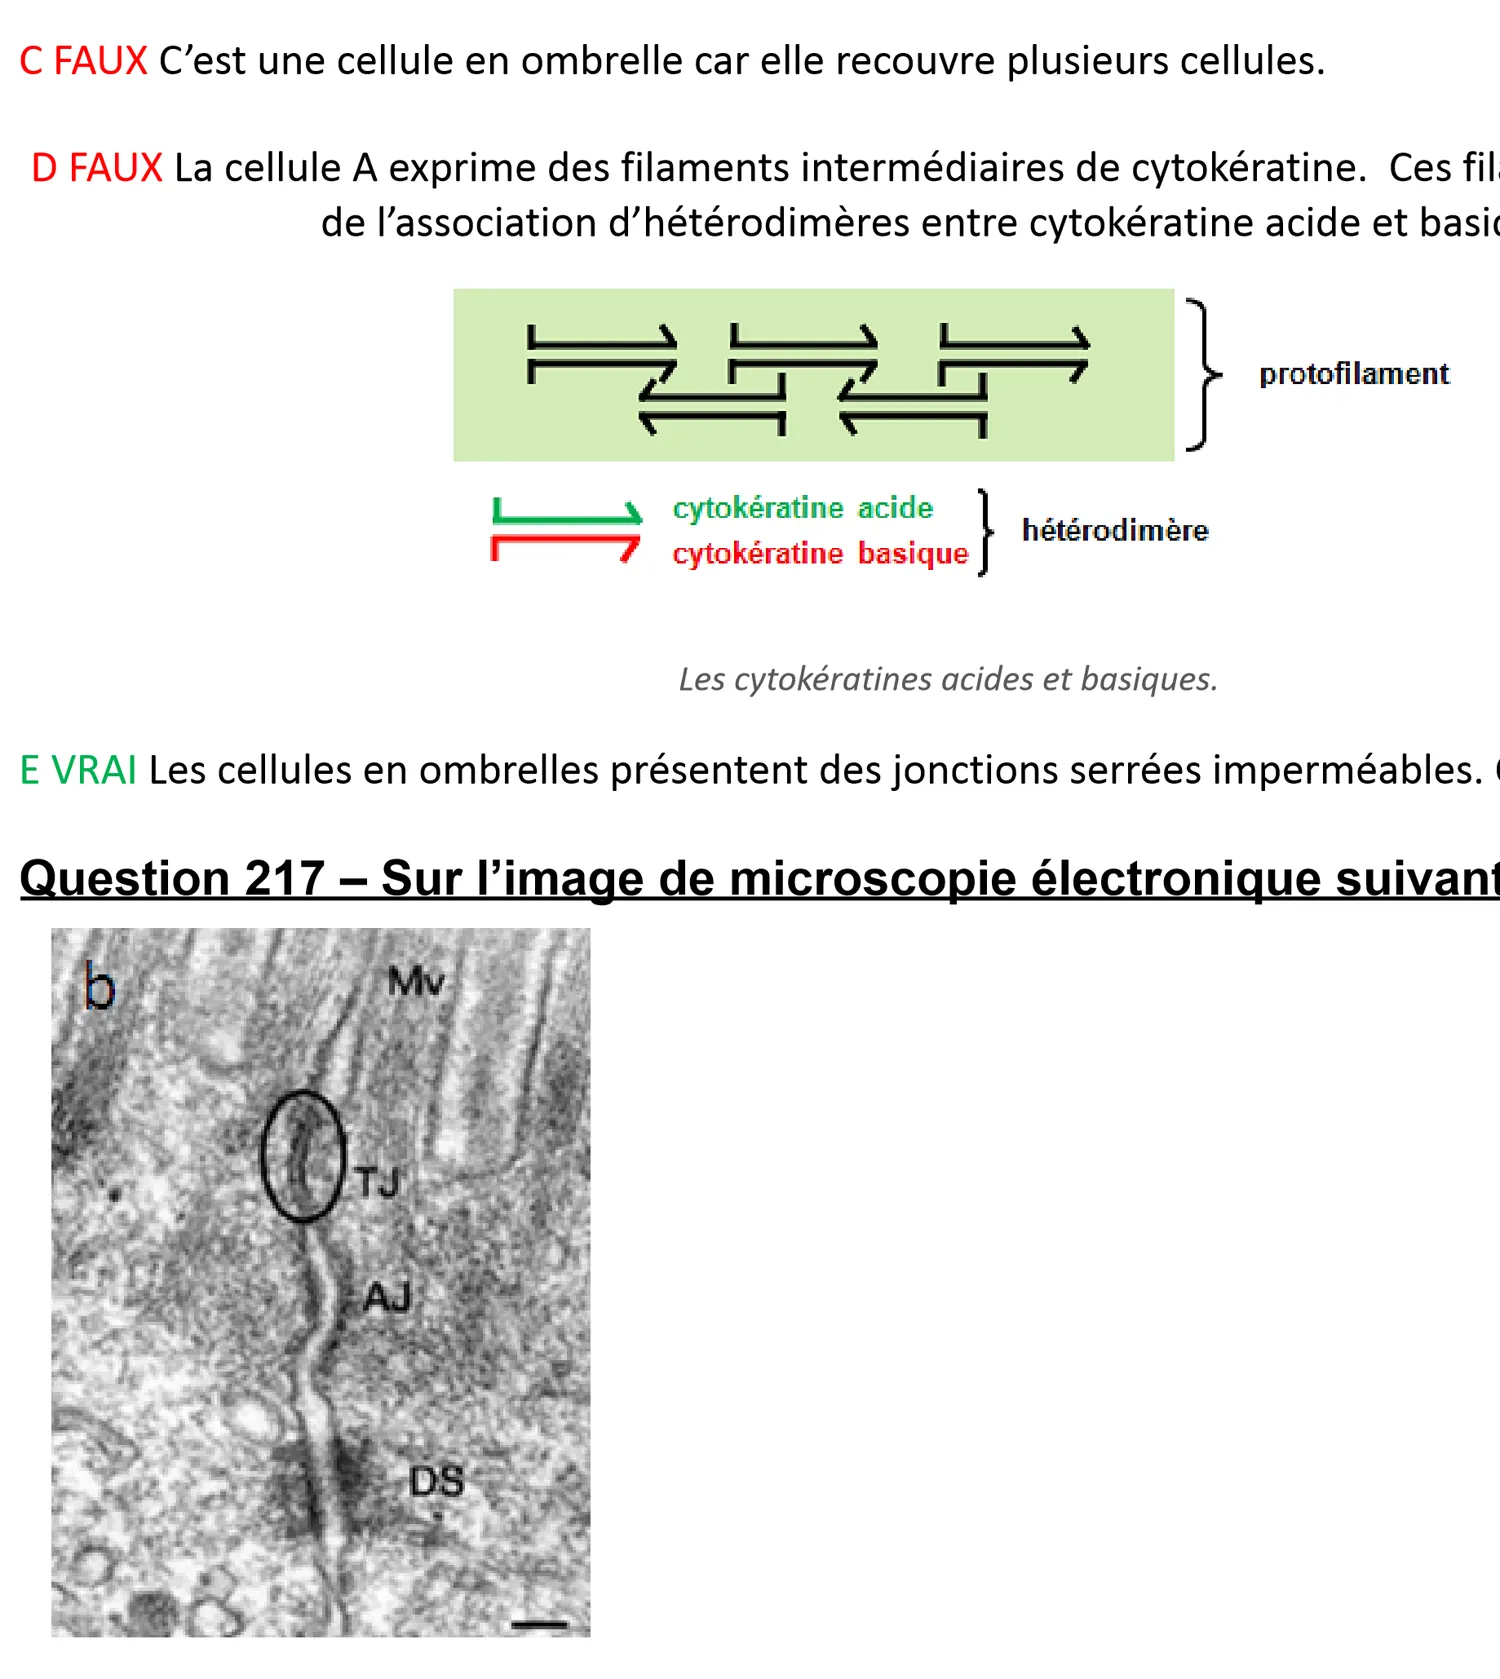 C FAUX C’est une cellule en ombrelle car elle recouvre plusieurs cellules.
D FAUX La cellule A exprime des filaments intermédiaires de cytokératine.  Ces fil
de l’association d’hétérodimères entre cytokératine acide et basi
protofilament
cytokératine acide
cytokératine basique
hétérodimère
Les cytokératines acides et basiques.
E VRAI Les cellules en ombrelles présentent des jonctions serrées imperméables.
Question 217 – Sur l’image de microscopie électronique suivant
b
Mv
TJ
AJ
DS